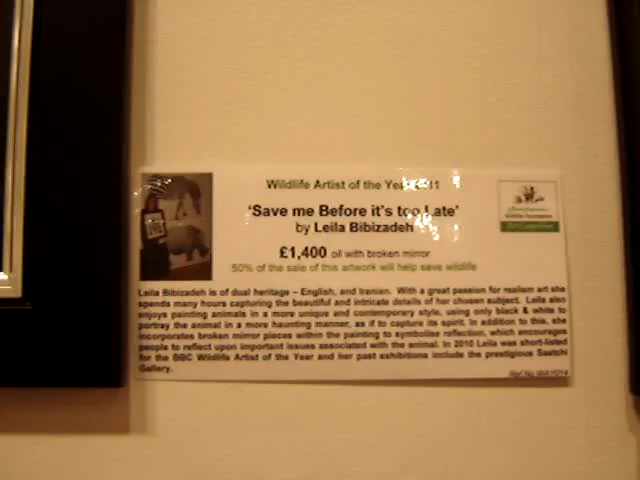 Wildlife Artist of the Year 2011
'Save me Before it's too Late'
by Leila Bibizadeh
£1,400 oil with broken mirror
50% of the sale of this artwork will help save wildlife
Leila Bibizadeh is of dual heritage – English, and Iranian. With a great passion for realism art she
spends many hours capturing the beautiful and intricate details of her chosen subject. Leila also
enjoys painting animals in a more unique and contemporary style, using only black & white to
portray the animal in a more haunting manner, as if to capture its spirit. In addition to this, she
incorporates broken mirror pieces within the painting to symbolise reflection, which encourages
people to reflect upon important issues associated with the animal. In 2010 Leila was short-listed
for the BBC Wildlife Artist of the Year and her past exhibitions include the prestigious Saatchi
Gallery.
Ref No